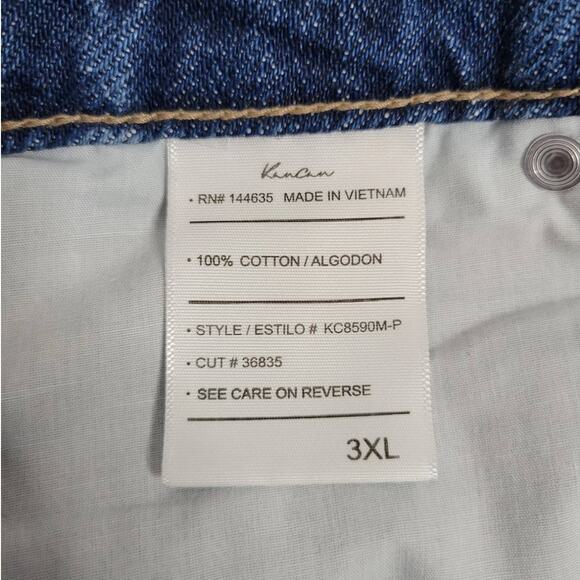 KanCan
• RN# 144635 MADE IN VIETNAM
• 100% COTTON / ALGODON
• STYLE / ESTILO # KC8590M-P
• CUT # 36835
• SEE CARE ON REVERSE
3XL